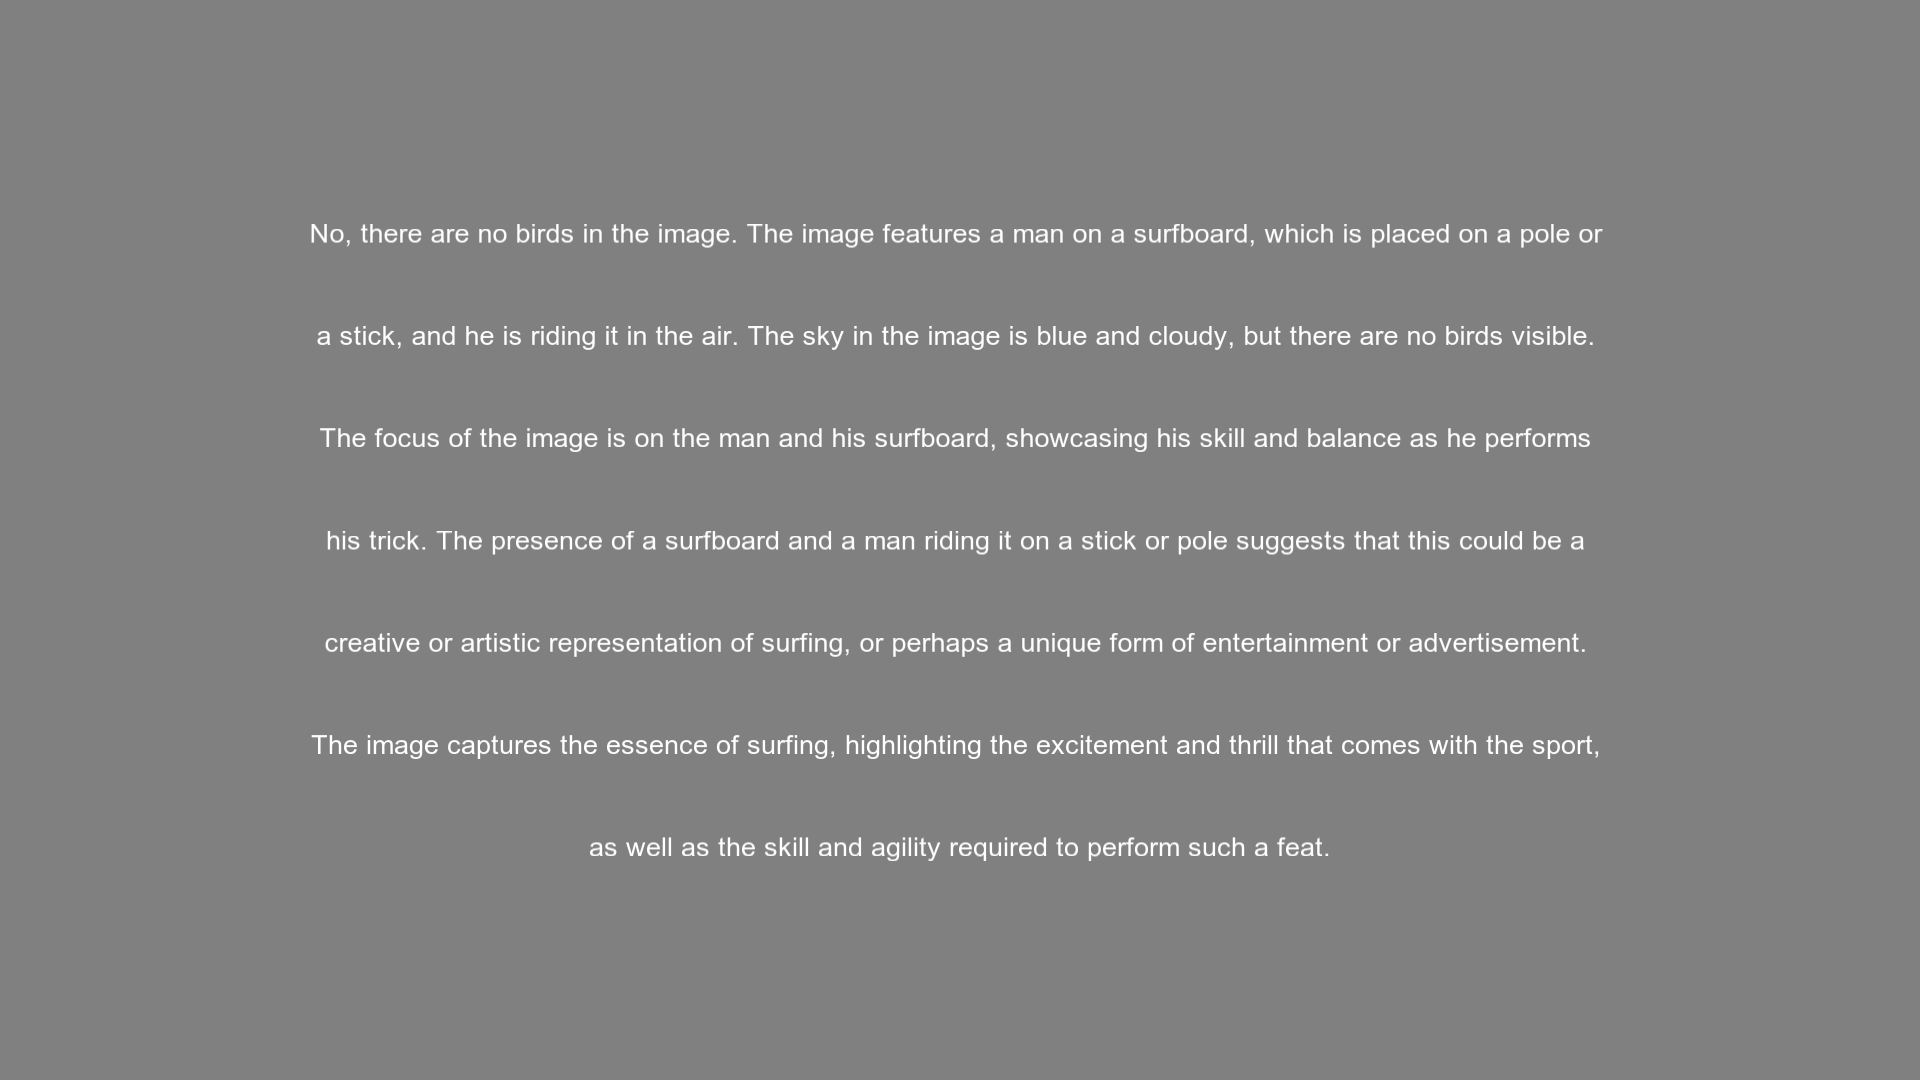 No, there are no birds in the image. The image features a man on a surfboard, which is placed on a pole or
a stick, and he is riding it in the air. The sky in the image is blue and cloudy, but there are no birds visible.
The focus of the image is on the man and his surfboard, showcasing his skill and balance as he performs
his trick. The presence of a surfboard and a man riding it on a stick or pole suggests that this could be a
creative or artistic representation of surfing, or perhaps a unique form of entertainment or advertisement.
The image captures the essence of surfing, highlighting the excitement and thrill that comes with the sport,
as well as the skill and agility required to perform such a feat.